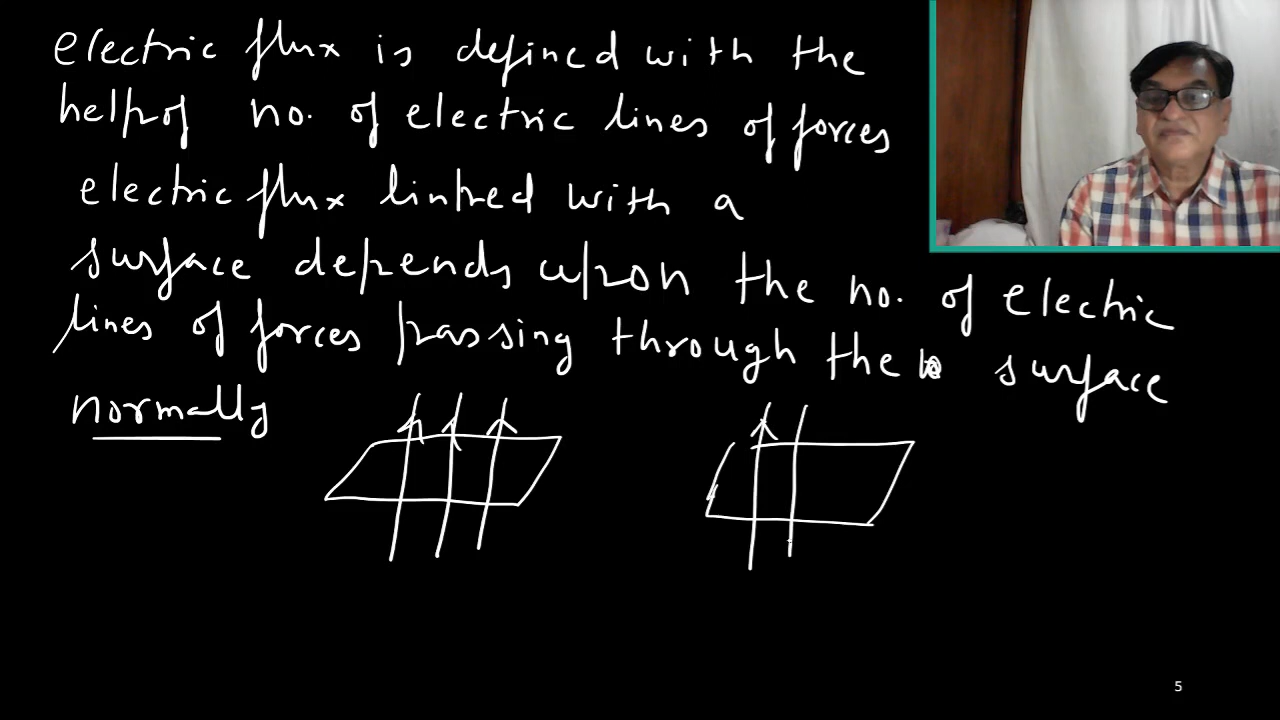 electric flux is defined with the
help of no. of electric lines of forces
electric flux linked with a
surface depends upon the no. of electric
lines of forces passing through the surface
normally
5